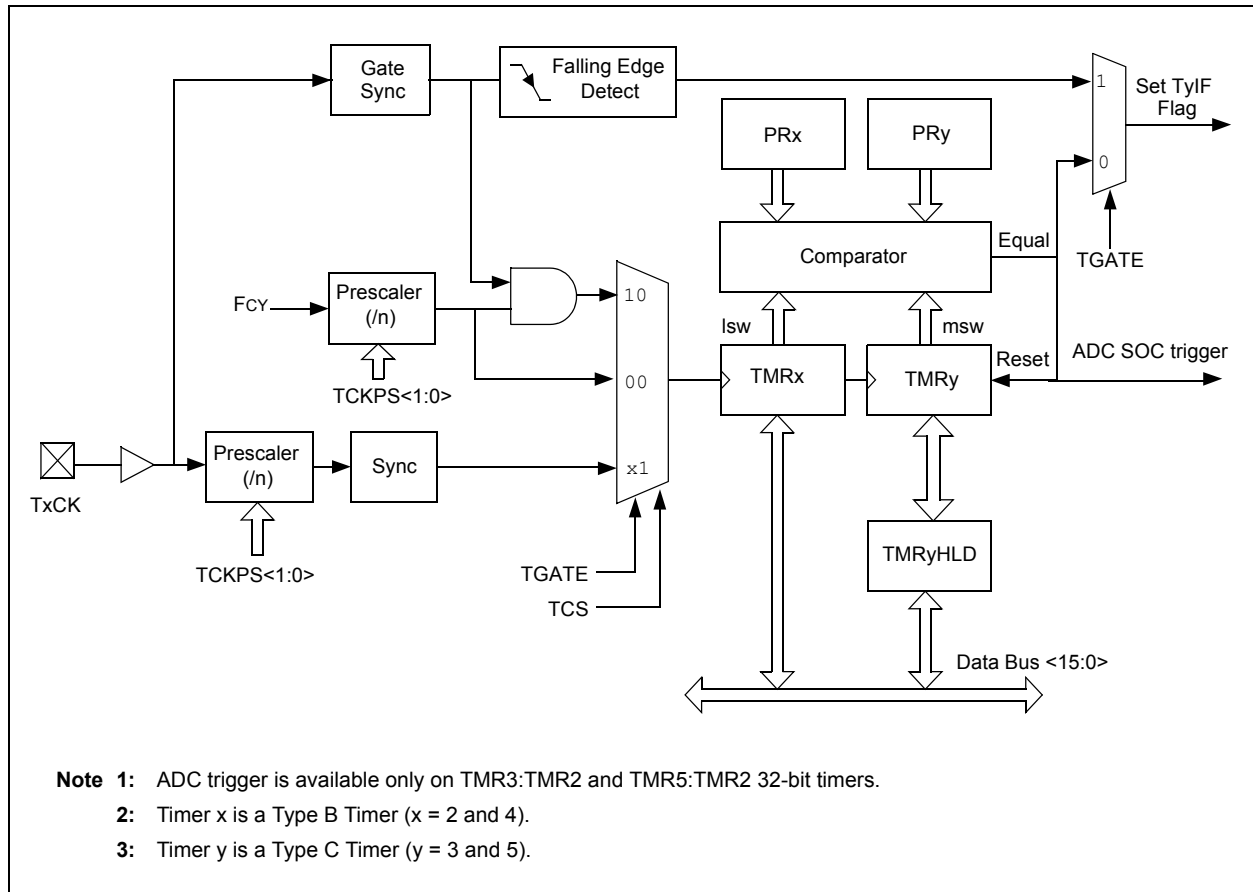 Gate
Sync
Falling Edge
Detect
1
Set TyIF
Flag
PRx
PRy
0
Equal
Comparator
TGATE
10
FCY
Prescaler
(/n)
lsw
msw
Reset
ADC SOC trigger
00
TMRx
TMRy
TCKPS<1:0>
Prescaler
(/n)
Sync
x1
TxCK
TMRyHLD
TCKPS<1:0>
TGATE
TCS
Data Bus <15:0>
Note 1: ADC trigger is available only on TMR3:TMR2 and TMR5:TMR2 32-bit timers.
2: Timer x is a Type B Timer (x = 2 and 4).
3: Timer y is a Type C Timer (y = 3 and 5).